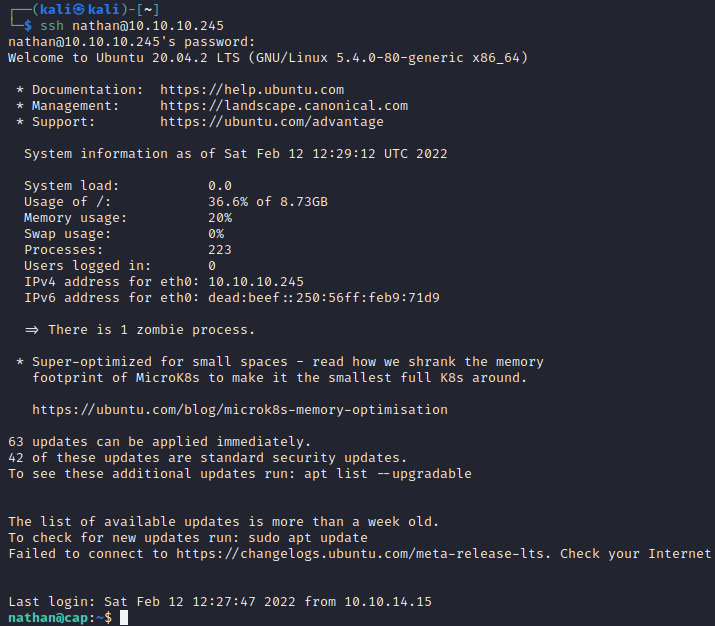 ┌──(kali㉿kali)-[~]
└─$ ssh nathan@10.10.10.245
nathan@10.10.10.245's password:
Welcome to Ubuntu 20.04.2 LTS (GNU/Linux 5.4.0-80-generic x86_64)
* Documentation:  https://help.ubuntu.com
* Management:     https://landscape.canonical.com
* Support:        https://ubuntu.com/advantage
System information as of Sat Feb 12 12:29:12 UTC 2022
System load:           0.0
Usage of /:            36.6% of 8.73GB
Memory usage:          20%
Swap usage:            0%
Processes:             223
Users logged in:       0
IPv4 address for eth0: 10.10.10.245
IPv6 address for eth0: dead:beef::250:56ff:feb9:71d9
=> There is 1 zombie process.
* Super-optimized for small spaces - read how we shrank the memory
footprint of MicroK8s to make it the smallest full K8s around.
https://ubuntu.com/blog/microk8s-memory-optimisation
63 updates can be applied immediately.
42 of these updates are standard security updates.
To see these additional updates run: apt list --upgradable
The list of available updates is more than a week old.
To check for new updates run: sudo apt update
Failed to connect to https://changelogs.ubuntu.com/meta-release-lts. Check your Internet
Last login: Sat Feb 12 12:27:47 2022 from 10.10.14.15
nathan@cap:~$